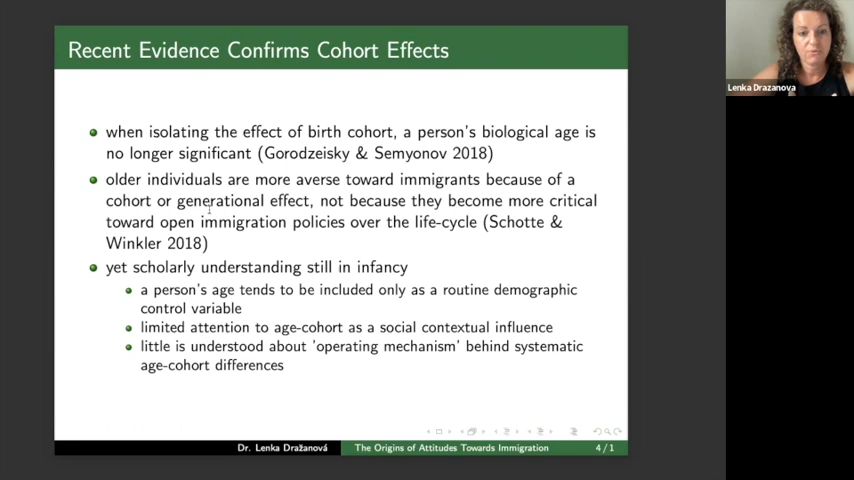 Recent Evidence Confirms Cohort Effects
when isolating the effect of birth cohort, a person's biological age is
no longer significant (Gorodzeisky & Semyonov 2018)
older individuals are more averse toward immigrants because of a
cohort or generational effect, not because they become more critical
toward open immigration policies over the life-cycle (Schotte &
Winkler 2018)
yet scholarly understanding still in infancy
a person's age tends to be included only as a routine demographic
control variable
limited attention to age-cohort as a social contextual influence
little is understood about 'operating mechanism' behind systematic
age-cohort differences
Dr. Lenka Dražanová
The Origins of Attitudes Towards Immigration
4 / 1
Lenka Drazanova